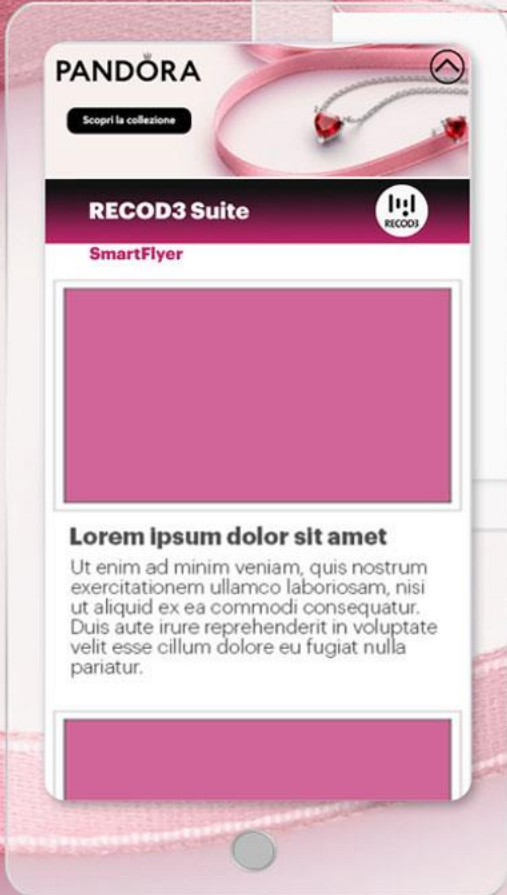 PANDORA
Scopri la collezione
RECOD3 Suite
RECOD3
SmartFlyer
Lorem ipsum dolor sit amet
Ut enim ad minim veniam, quis nostrum
exercitationem ullamco laboriosam, nisi
ut aliquid ex ea commodi consequatur.
Duis aute irure reprehenderit in voluptate
velit esse cillum dolore eu fugiat nulla
pariatur.